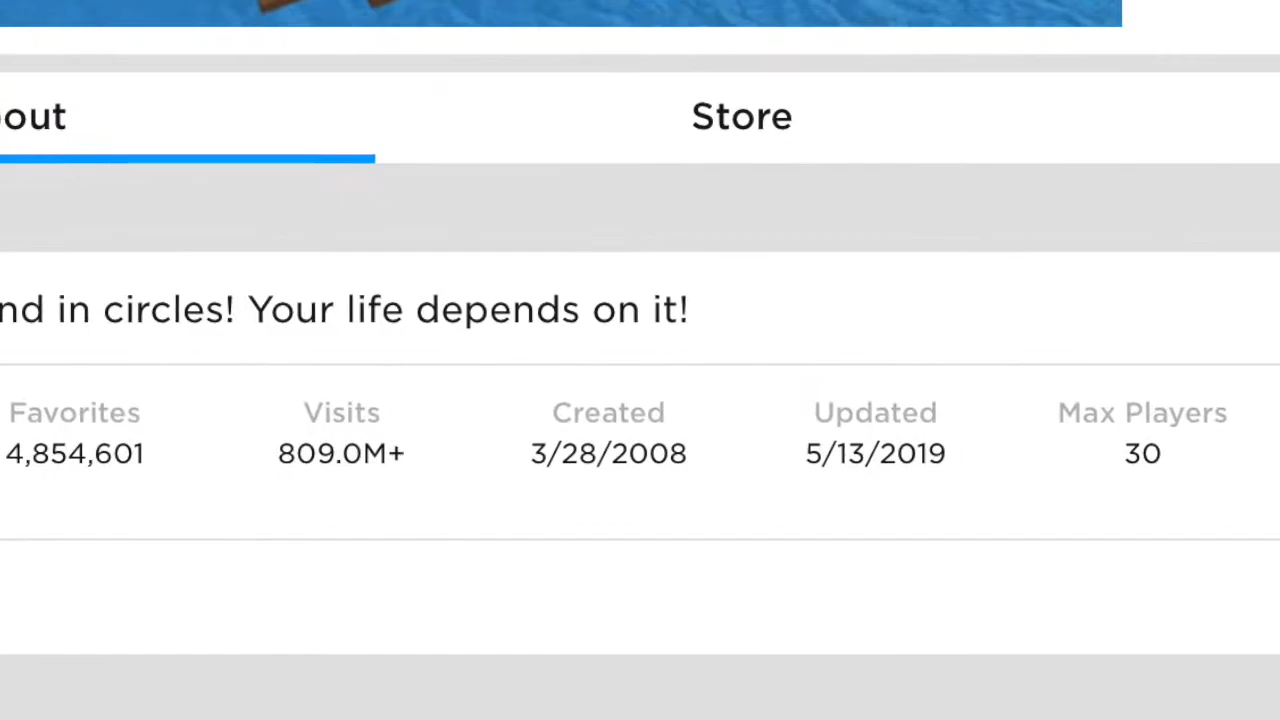 out Store
nd in circles! Your life depends on it!
Favorites Visits Created Updated Max Players
4,854,601 809.0M+ 3/28/2008 5/13/2019 30